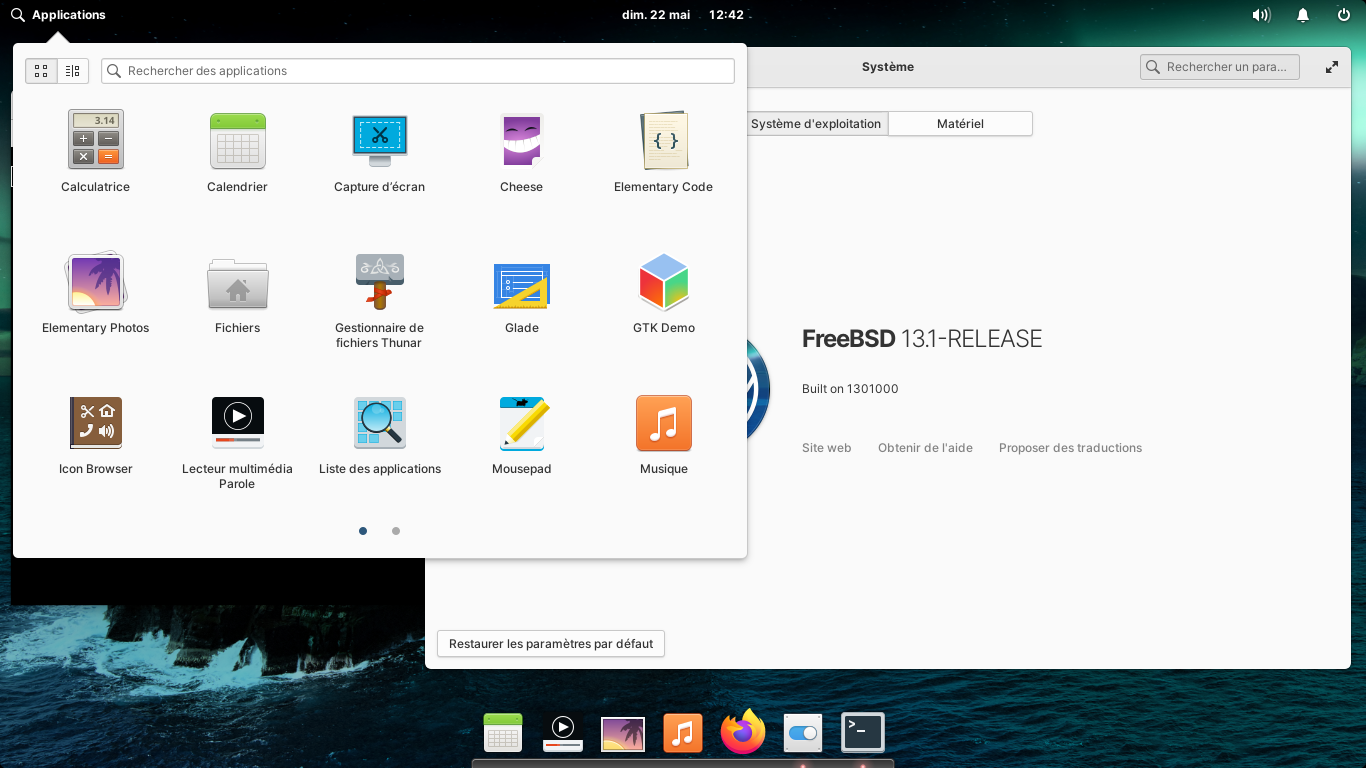 Applications
dim. 22 mai 12:42
Rechercher des applications
3.14
Calculatrice
Calendrier
Capture d’écran
Cheese
{ }
Elementary Code
Elementary Photos
Fichiers
Gestionnaire de
fichiers Thunar
Glade
GTK Demo
Icon Browser
Lecteur multimédia
Parole
Liste des applications
Mousepad
Musique
Système
Rechercher un para...
Système d'exploitation
Matériel
FreeBSD 13.1-RELEASE
Built on 1301000
Site web
Obtenir de l'aide
Proposer des traductions
Restaurer les paramètres par défaut
>_